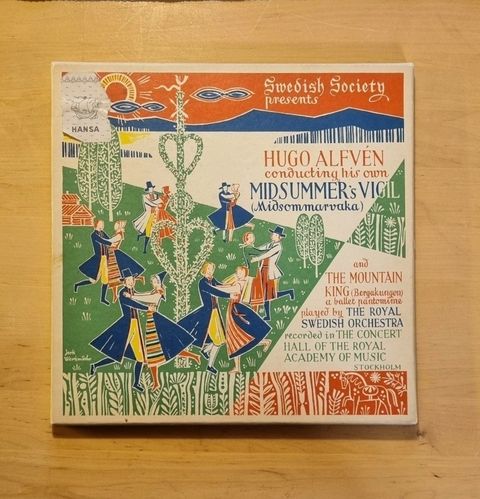 Swedish Society
presents
HANSA
HUGO ALFVÉN
conducting his own
MIDSUMMER's VIGIL
(Midsommarvaka)
and
THE MOUNTAIN
KING (Bergakungen)
a ballet pantomime
played by THE ROYAL
SWEDISH ORCHESTRA
recorded in THE CONCERT
HALL OF THE ROYAL
ACADEMY OF MUSIC
STOCKHOLM